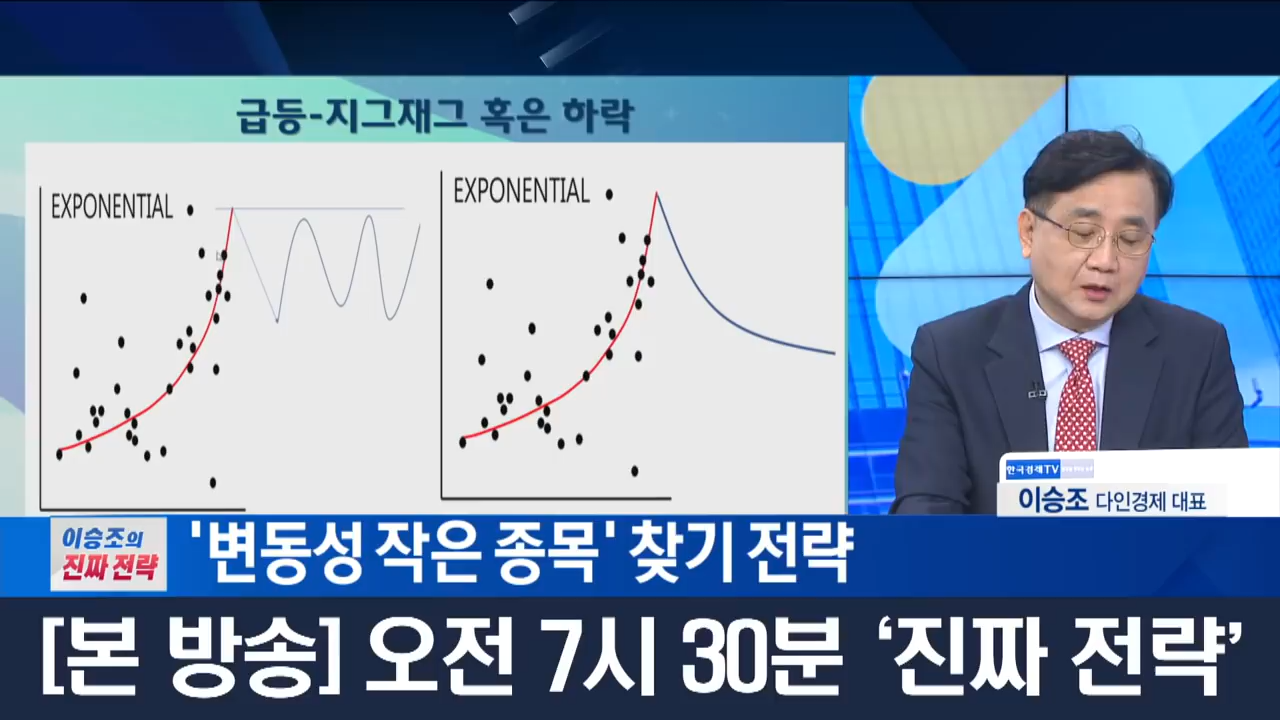 급등-지그재그 혹은 하락
EXPONENTIAL
EXPONENTIAL
한국경제TV
이승조 다인경제 대표
이승조의
진짜 전략
'변동성 작은 종목' 찾기 전략
[본 방송] 오전 7시 30분 ‘진짜 전략’